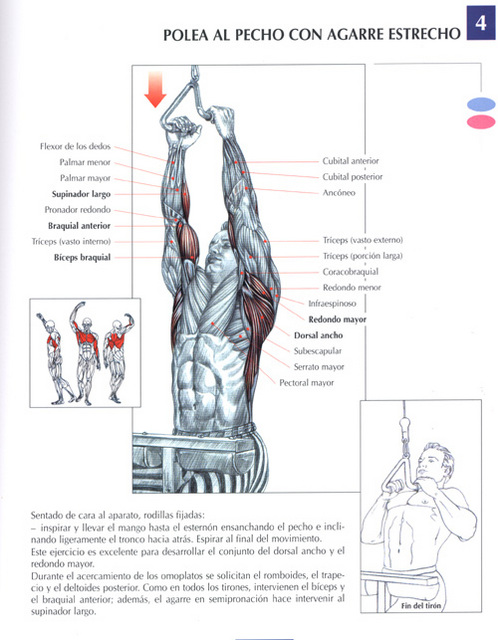 POLEA AL PECHO CON AGARRE ESTRECHO
4
Flexor de los dedos
Palmar menor
Palmar mayor
Supinador largo
Pronador redondo
Braquial anterior
Tríceps (vasto interno)
Bíceps braquial
Cubital anterior
Cubital posterior
Ancóneo
Tríceps (vasto externo)
Tríceps (porción larga)
Coracobraquial
Redondo menor
Infraespinoso
Redondo mayor
Dorsal ancho
Subescapular
Serrato mayor
Pectoral mayor
Sentado de cara al aparato, rodillas fijadas:
– inspirar y llevar el mango hasta el esternón ensanchando el pecho e incli-
nando ligeramente el tronco hacia atrás. Espirar al final del movimiento.
Este ejercicio es excelente para desarrollar el conjunto del dorsal ancho y el
redondo mayor.
Durante el acercamiento de los omoplatos se solicitan el romboides, el trape-
cio y el deltoides posterior. Como en todos los tirones, intervienen el bíceps y
el braquial anterior; además, el agarre en semipronación hace intervenir al
supinador largo.
Fin del tirón